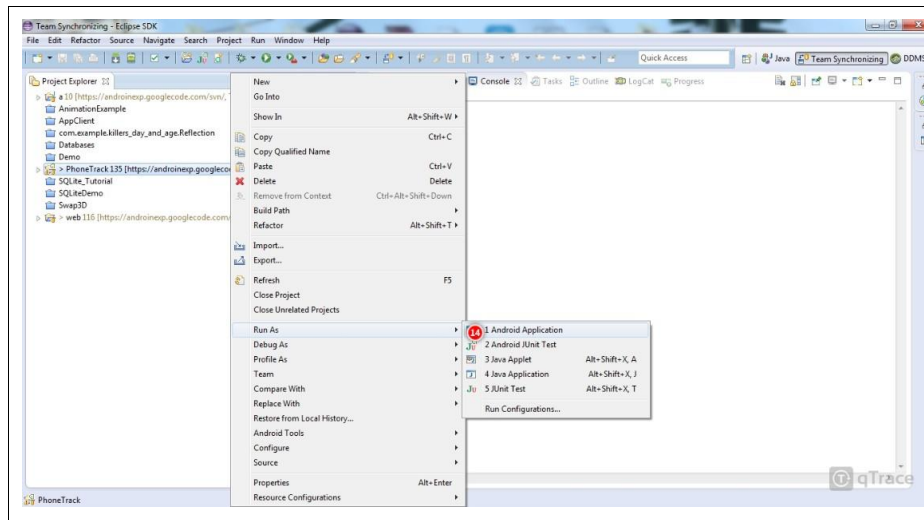 Team Synchronizing - Eclipse SDK
File Edit Refactor Source Navigate Search Project Run Window Help
Quick Access
Java
Team Synchronizing
DDMS
Project Explorer
Console Tasks Outline LogCat Progress
a 10 [https://androinexp.googlecode.com/svn/,
AnimationExample
AppClient
com.example.killers_day_and_age.Reflection
Databases
Demo
> PhoneTrack 135 [https://androinexp.googleco
SQLite_Tutorial
SQLiteDemo
Swap3D
> web 116 [https://androinexp.googlecode.com/
New
Go Into
Show In Alt+Shift+W
Copy Ctrl+C
Copy Qualified Name
Paste Ctrl+V
Delete Delete
Remove from Context Ctrl+Alt+Shift+Down
Build Path
Refactor Alt+Shift+T
Import...
Export...
Refresh F5
Close Project
Close Unrelated Projects
Run As
Debug As
Profile As
Team
Compare With
Replace With
Restore from Local History...
Android Tools
Configure
Source
Properties Alt+Enter
Resource Configurations
14
1 Android Application
Ju 2 Android JUnit Test
3 Java Applet Alt+Shift+X, A
4 Java Application Alt+Shift+X, J
Ju 5 JUnit Test Alt+Shift+X, T
Run Configurations...
qTrace
PhoneTrack